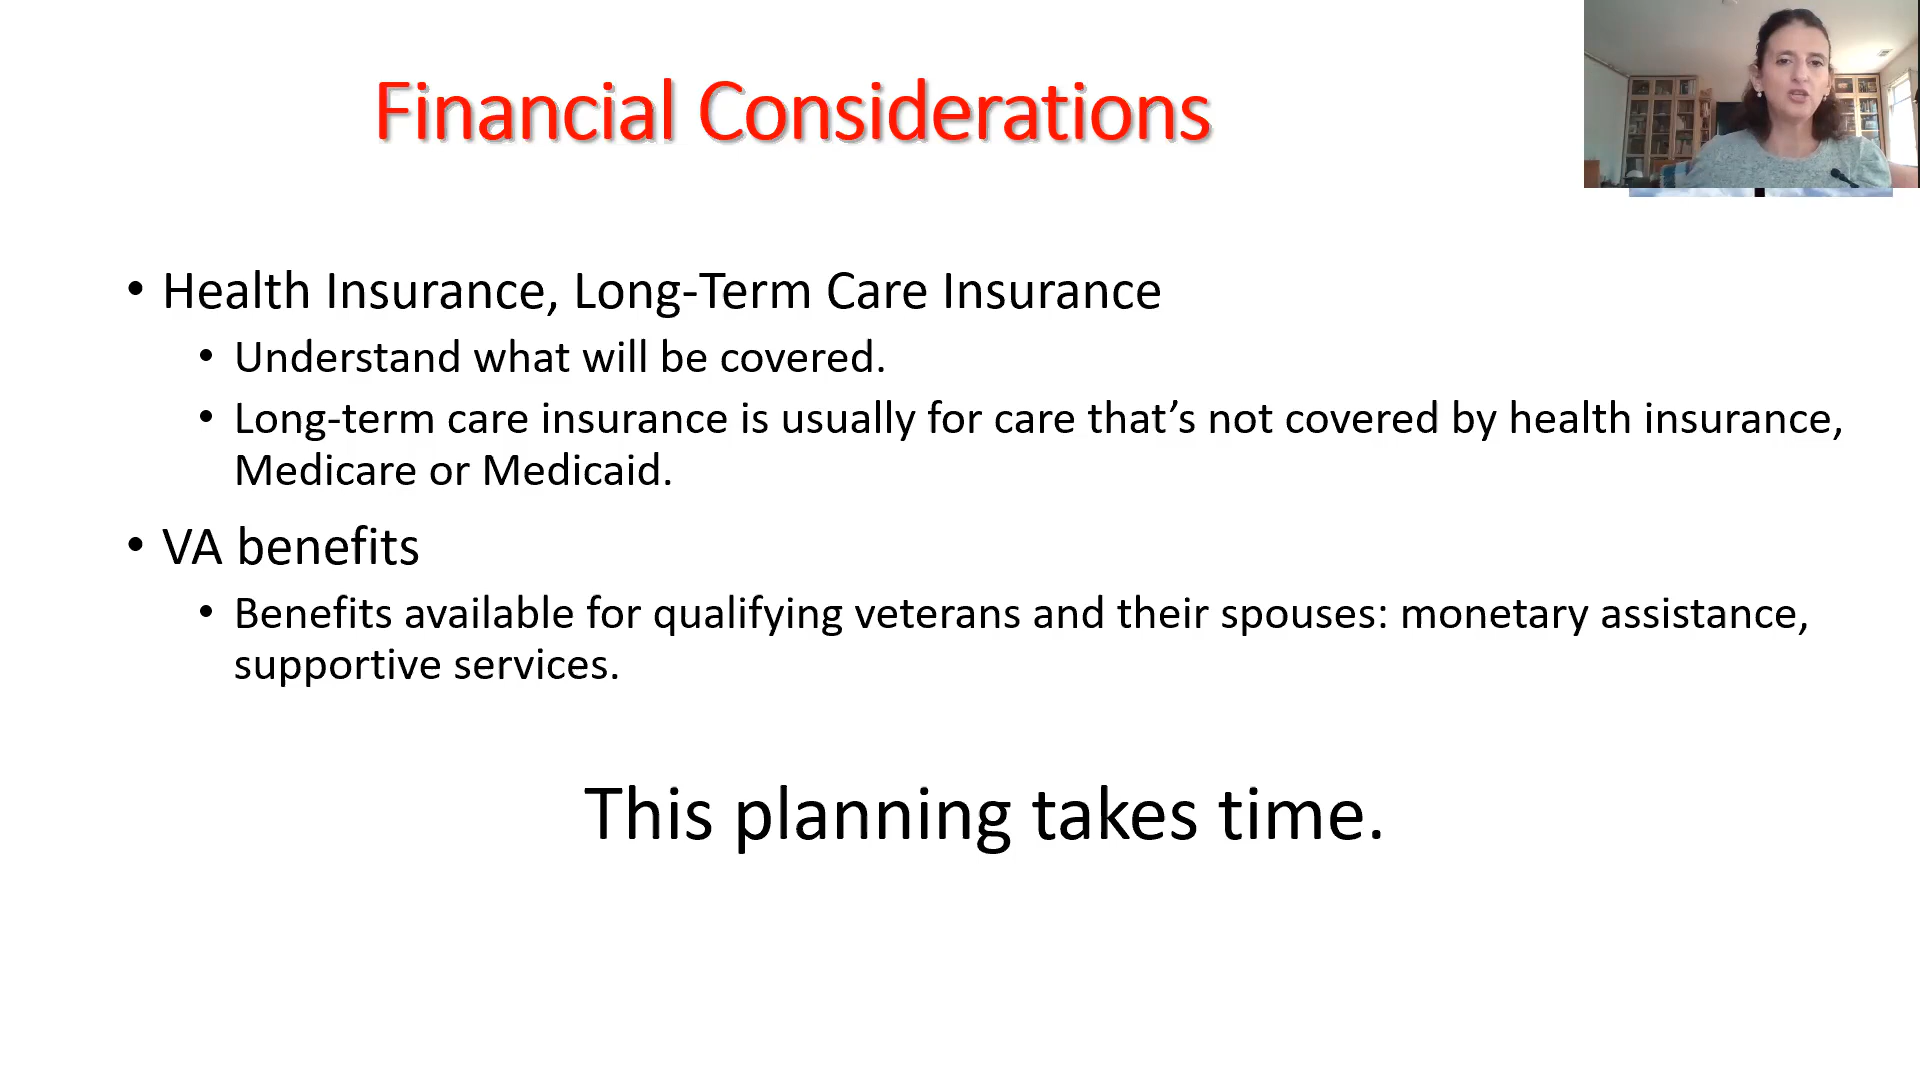 Financial Considerations
• Health Insurance, Long-Term Care Insurance
• Understand what will be covered.
• Long-term care insurance is usually for care that’s not covered by health insurance,
Medicare or Medicaid.
• VA benefits
• Benefits available for qualifying veterans and their spouses: monetary assistance,
supportive services.
This planning takes time.